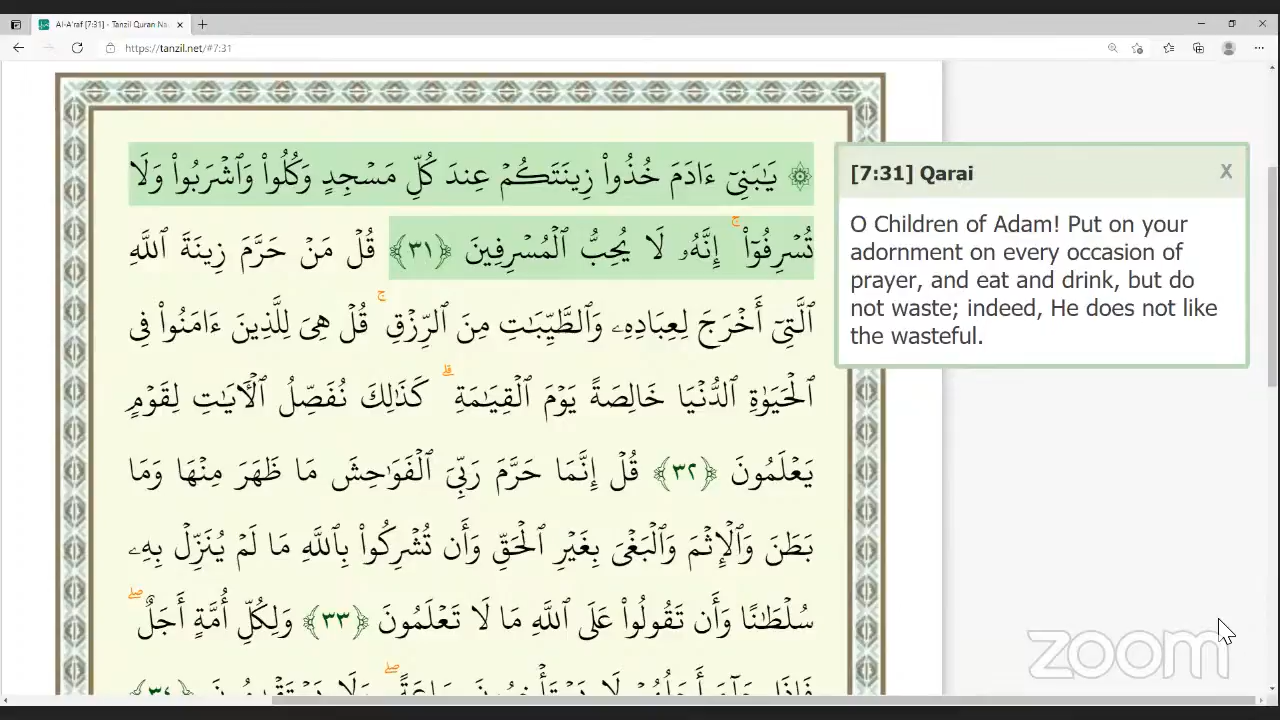 Al-A'raf [7:31] - Tanzil Quran Na
https://tanzil.net/#7:31
۞ يَـٰبَنِىٓ ءَادَمَ خُذُوا۟ زِينَتَكُمْ عِندَ كُلِّ مَسْجِدٍ وَكُلُوا۟ وَٱشْرَبُوا۟ وَلَا
تُسْرِفُوٓا۟ ۚ إِنَّهُۥ لَا يُحِبُّ ٱلْمُسْرِفِينَ ﴿٣١﴾ قُلْ مَنْ حَرَّمَ زِينَةَ ٱللَّهِ
ٱلَّتِىٓ أَخْرَجَ لِعِبَادِهِۦ وَٱلطَّيِّبَـٰتِ مِنَ ٱلرِّزْقِ ۚ قُلْ هِىَ لِلَّذِينَ ءَامَنُوا۟ فِى
ٱلْحَيَوٰةِ ٱلدُّنْيَا خَالِصَةً يَوْمَ ٱلْقِيَـٰمَةِ ۗ كَذَٰلِكَ نُفَصِّلُ ٱلْـَٔايَـٰتِ لِقَوْمٍ
يَعْلَمُونَ ﴿٣٢﴾ قُلْ إِنَّمَا حَرَّمَ رَبِّىَ ٱلْفَوَٰحِشَ مَا ظَهَرَ مِنْهَا وَمَا
بَطَنَ وَٱلْإِثْمَ وَٱلْبَغْىَ بِغَيْرِ ٱلْحَقِّ وَأَن تُشْرِكُوا۟ بِٱللَّهِ مَا لَمْ يُنَزِّلْ بِهِۦ
سُلْطَـٰنًا وَأَن تَقُولُوا۟ عَلَى ٱللَّهِ مَا لَا تَعْلَمُونَ ﴿٣٣﴾ وَلِكُلِّ أُمَّةٍ أَجَلٌ ۖ
[7:31] Qarai X
O Children of Adam! Put on your
adornment on every occasion of
prayer, and eat and drink, but do
not waste; indeed, He does not like
the wasteful.
zoom